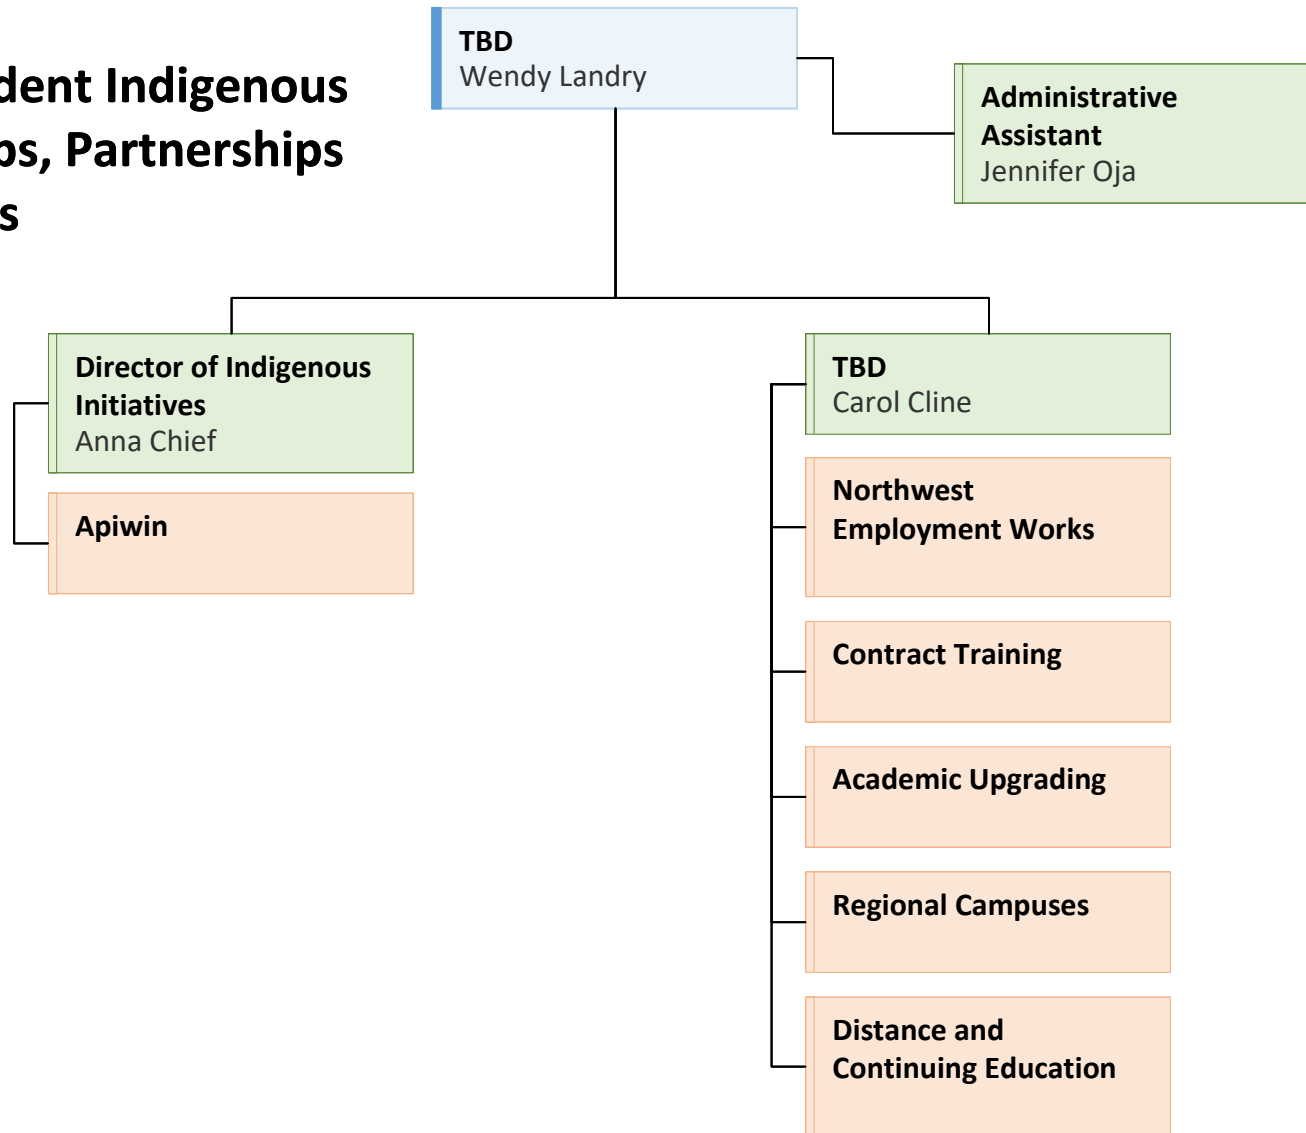 dent Indigenous
ps, Partnerships
s
TBD
Wendy Landry
Administrative
Assistant
Jennifer Oja
Director of Indigenous
Initiatives
Anna Chief
Apiwin
TBD
Carol Cline
Northwest
Employment Works
Contract Training
Academic Upgrading
Regional Campuses
Distance and
Continuing Education